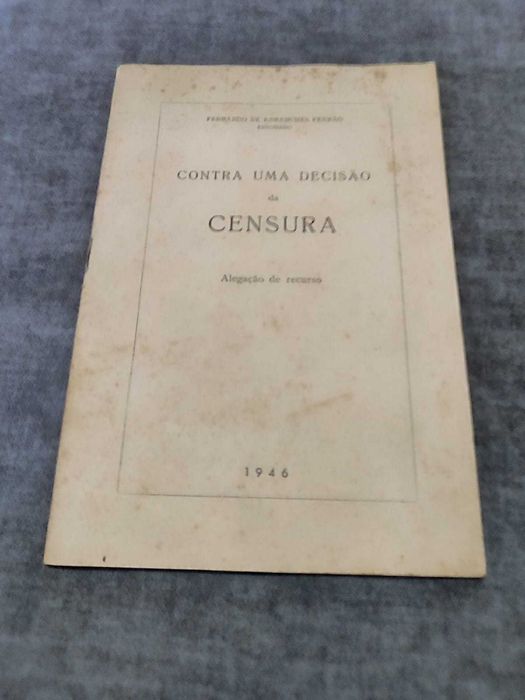 FERNANDO DE ABRANCHES FERRÃO
CONTRA UMA DECISÃO
da
CENSURA
Alegação de recurso
1946